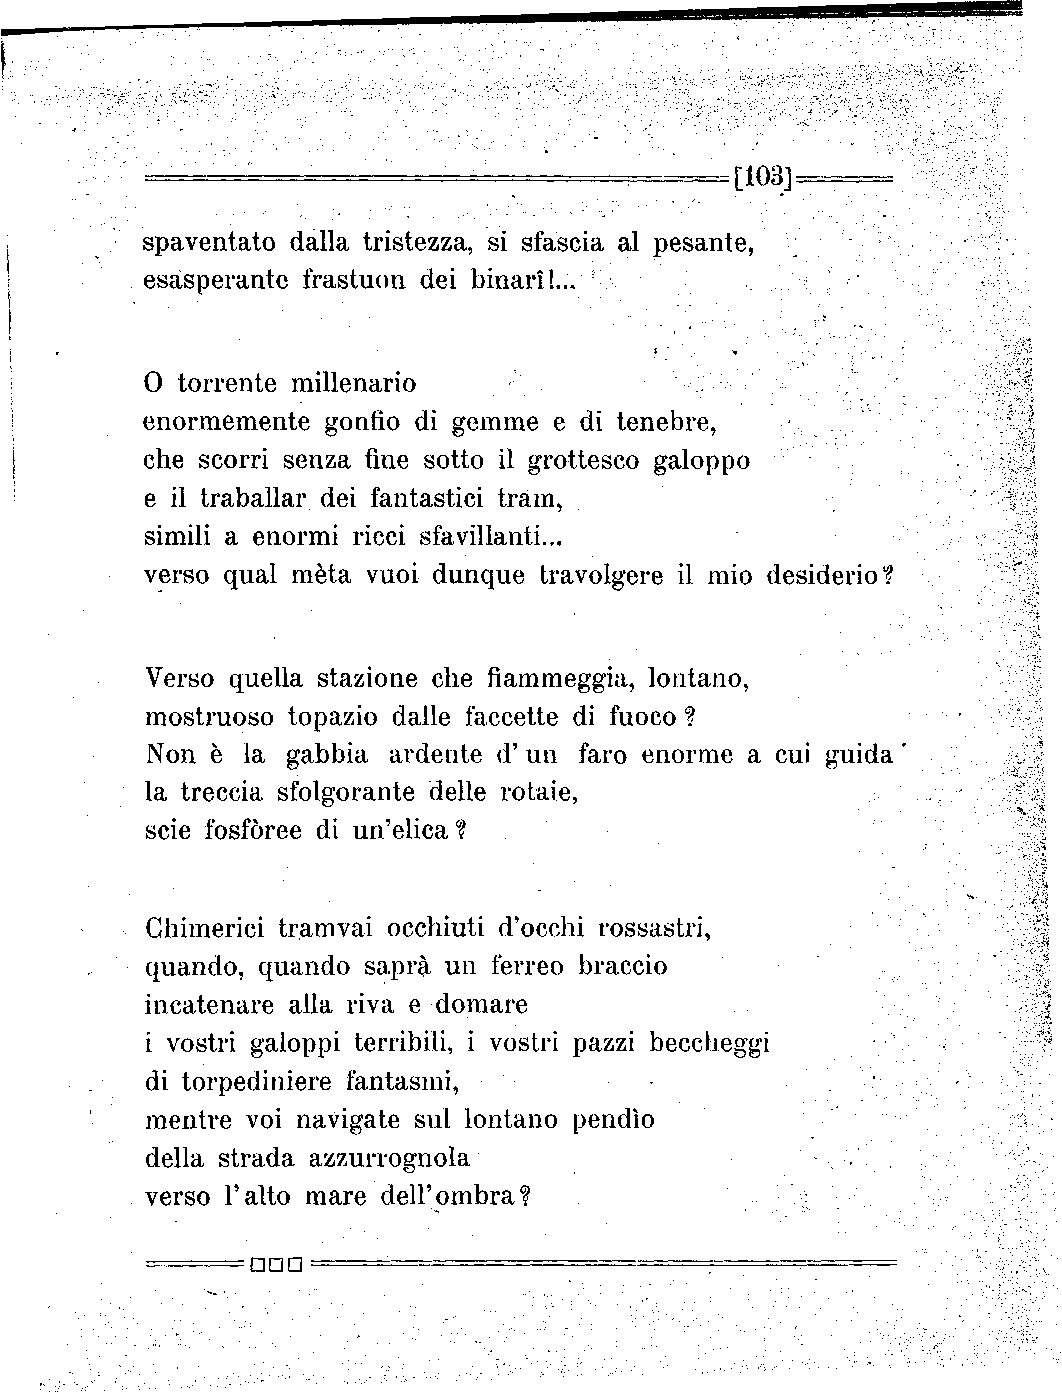 [103]
spaventato dalla tristezza, si sfascia al pesante,
esasperante frastuon dei binarî!...
O torrente millenario
enormemente gonfio di gemme e di tenebre,
che scorri senza fine sotto il grottesco galoppo
e il traballar dei fantastici tram,
simili a enormi ricci sfavillanti...
verso qual mèta vuoi dunque travolgere il mio desiderio?
Verso quella stazione che fiammeggia, lontano,
mostruoso topazio dalle faccette di fuoco?
Non è la gabbia ardente d'un faro enorme a cui guida
la treccia sfolgorante delle rotaie,
scie fosfòree di un'elica?
Chimerici tramvai occhiuti d'occhi rossastri,
quando, quando saprà un ferreo braccio
incatenare alla riva e domare
i vostri galoppi terribili, i vostri pazzi beccheggi
di torpediniere fantasmi,
mentre voi navigate sul lontano pendìo
della strada azzurrognola
verso l'alto mare dell'ombra?